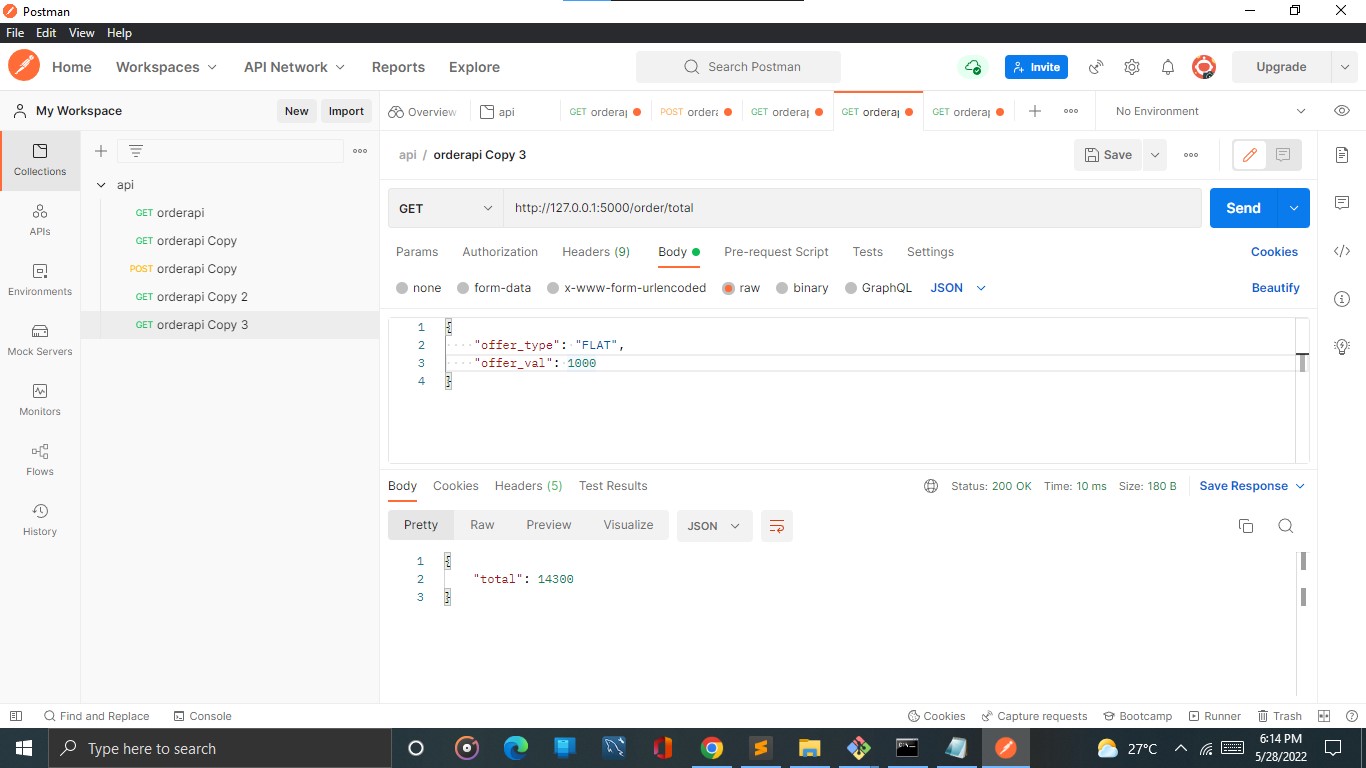 Postman
File Edit View Help
Home Workspaces API Network Reports Explore Search Postman Invite Upgrade
My Workspace New Import
Overview api GET orderap POST ordera GET orderap GET orderap GET orderap No Environment
Collections
APIs
Environments
Mock Servers
Monitors
Flows
History
api
GET orderapi
GET orderapi Copy
POST orderapi Copy
GET orderapi Copy 2
GET orderapi Copy 3
api / orderapi Copy 3 Save
GET http://127.0.0.1:5000/order/total Send
Params Authorization Headers (9) Body Pre-request Script Tests Settings Cookies
none form-data x-www-form-urlencoded raw binary GraphQL JSON Beautify
1 {
2 "offer_type": "FLAT",
3 "offer_val": 1000
4 }
Body Cookies Headers (5) Test Results Status: 200 OK Time: 10 ms Size: 180 B Save Response
Pretty Raw Preview Visualize JSON
1 {
2 "total": 14300
3 }
Find and Replace Console Cookies Capture requests Bootcamp Runner Trash
Type here to search 27°C 6:14 PM
5/28/2022